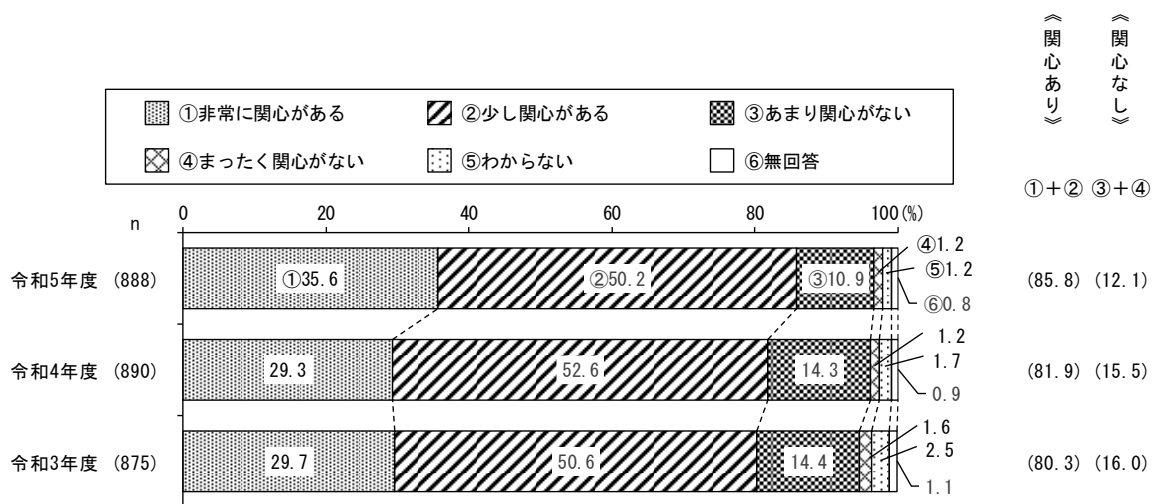 《関心あり》 《関心なし》
①非常に関心がある ②少し関心がある ③あまり関心がない
④まったく関心がない ⑤わからない ⑥無回答
①+② ③+④
n 0 20 40 60 80 100(%)
令和5年度 (888) ①35.6 ②50.2 ③10.9 ④1.2 ⑤1.2 ⑥0.8 (85.8) (12.1)
令和4年度 (890) 29.3 52.6 14.3 1.2 1.7 0.9 (81.9) (15.5)
令和3年度 (875) 29.7 50.6 14.4 1.6 2.5 1.1 (80.3) (16.0)